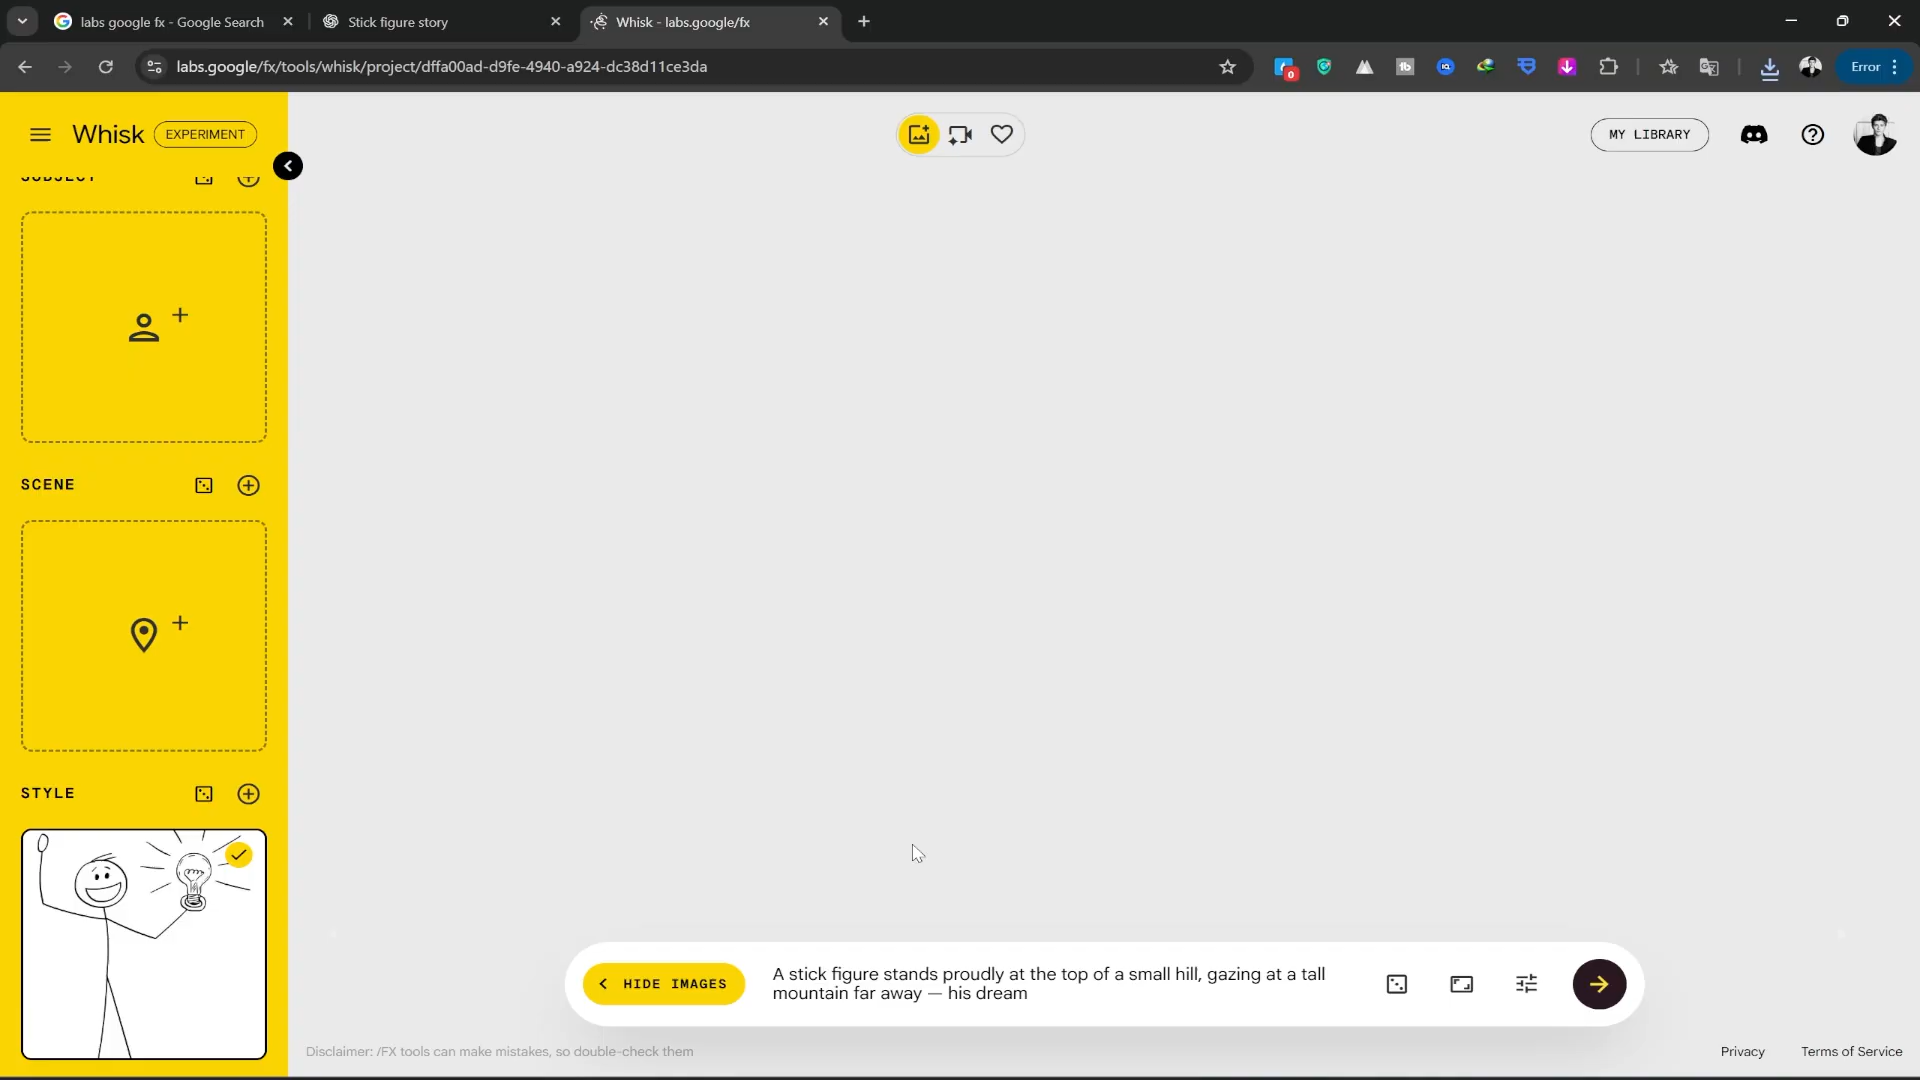 labs google fx - Google Search
Stick figure story
Whisk - labs.google/fx
labs.google/fx/tools/whisk/project/dffa00ad-d9fe-4940-a924-dc38d11ce3da
0
tb
Error
Whisk
EXPERIMENT
MY LIBRARY
SUBJECT
SCENE
STYLE
HIDE IMAGES
A stick figure stands proudly at the top of a small hill, gazing at a tall
mountain far away — his dream
Disclaimer: /FX tools can make mistakes, so double-check them
Privacy
Terms of Service